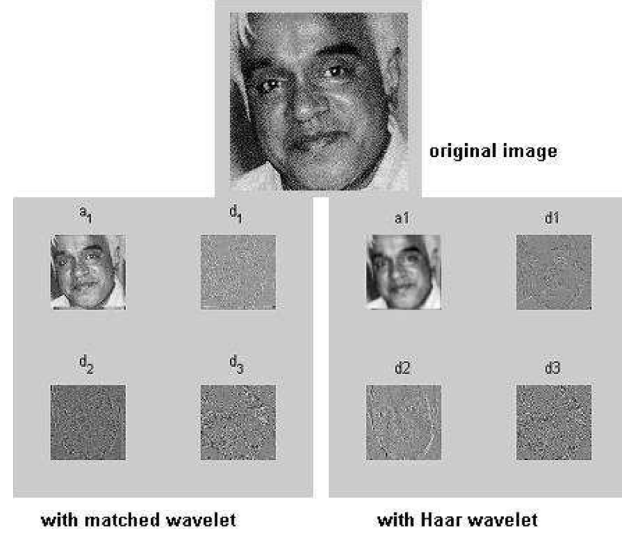 original image
a₁ d₁
d₂ d₃
with matched wavelet
a1 d1
d2 d3
with Haar wavelet